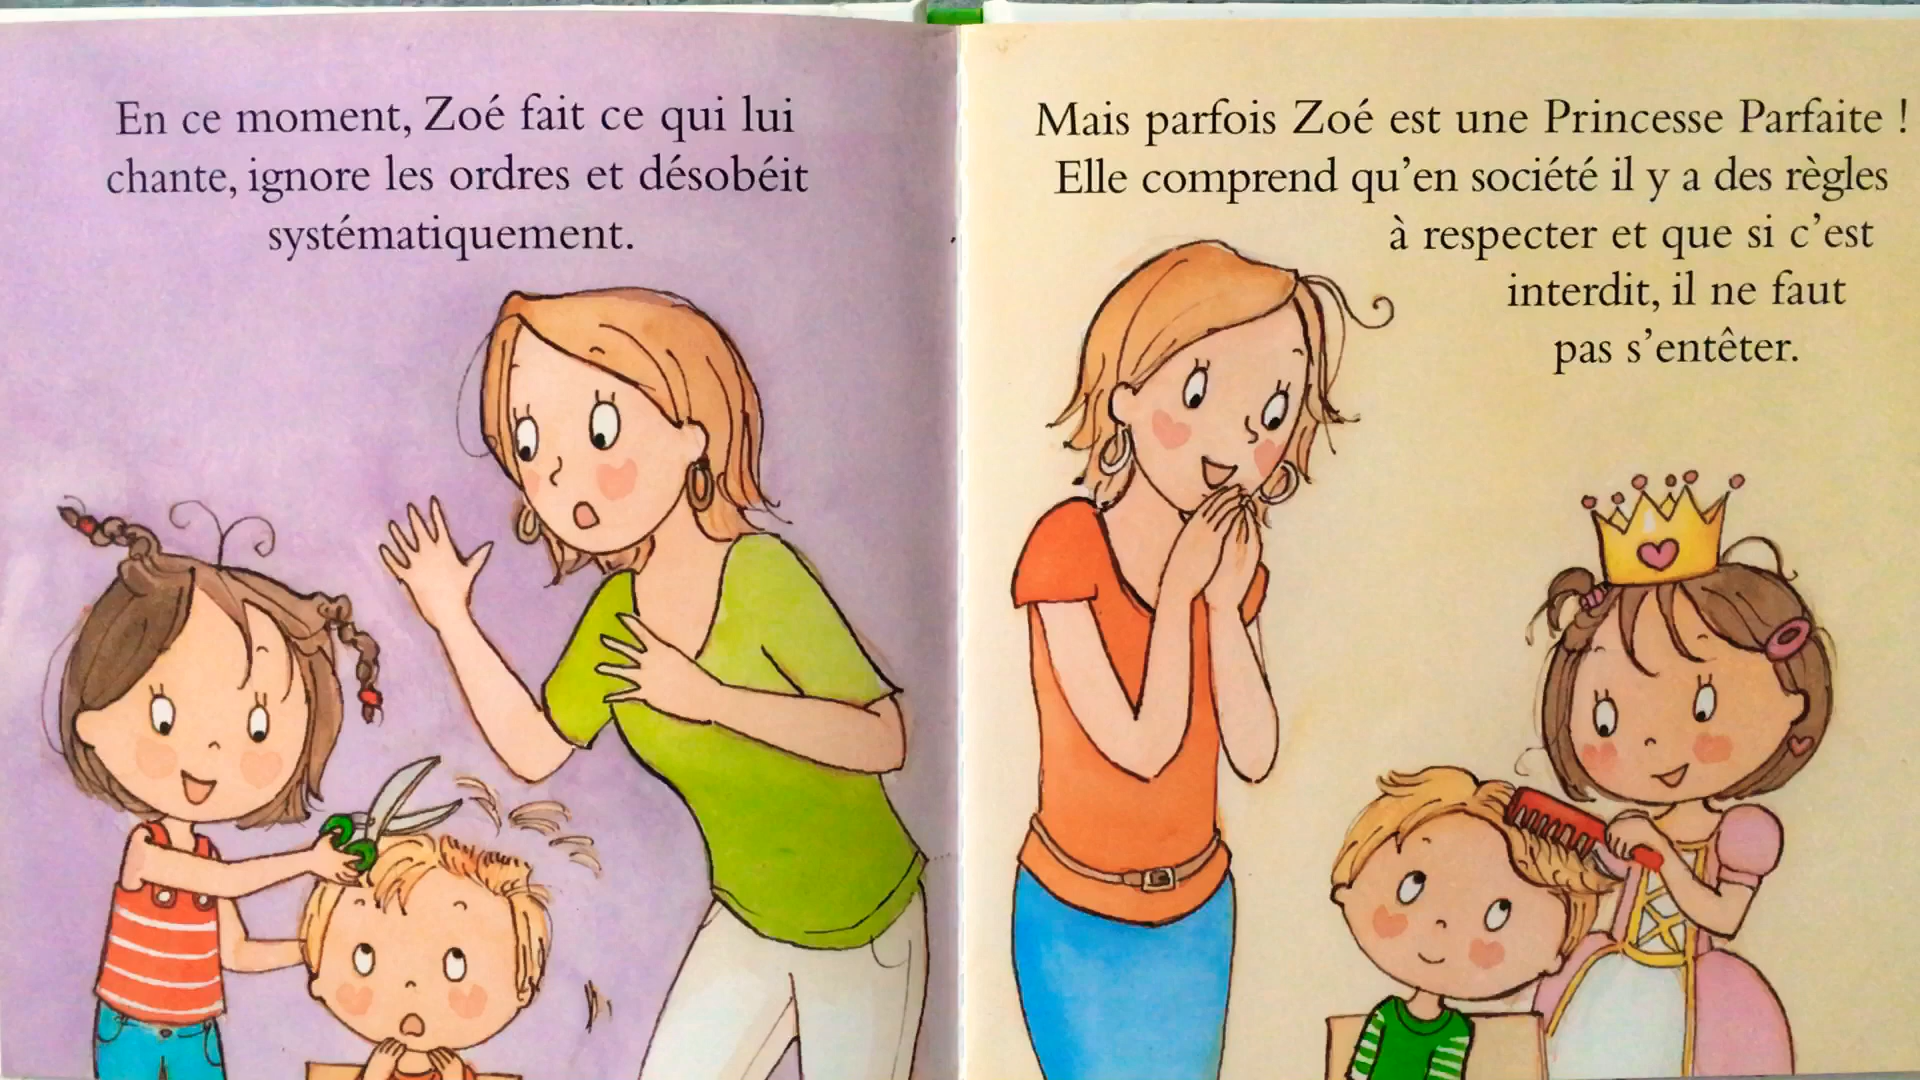 En ce moment, Zoé fait ce qui lui
chante, ignore les ordres et désobéit
systématiquement.
Mais parfois Zoé est une Princesse Parfaite !
Elle comprend qu’en société il y a des règles
à respecter et que si c’est
interdit, il ne faut
pas s’entêter.